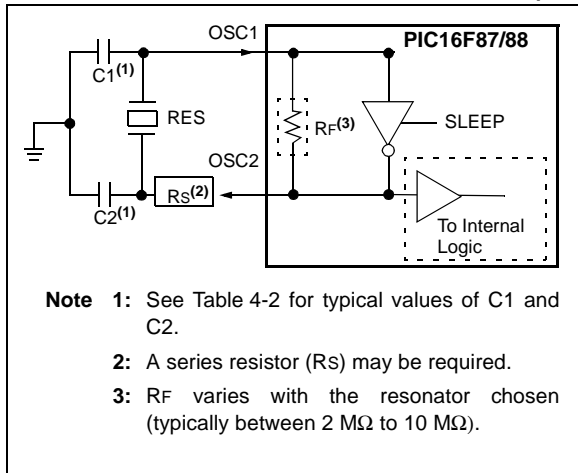 OSC1
PIC16F87/88
C1(1)
RES
RF(3)
SLEEP
OSC2
C2(1)
RS(2)
To Internal
Logic
Note 1: See Table 4-2 for typical values of C1 and
C2.
2: A series resistor (RS) may be required.
3: RF varies with the resonator chosen
(typically between 2 MΩ to 10 MΩ).